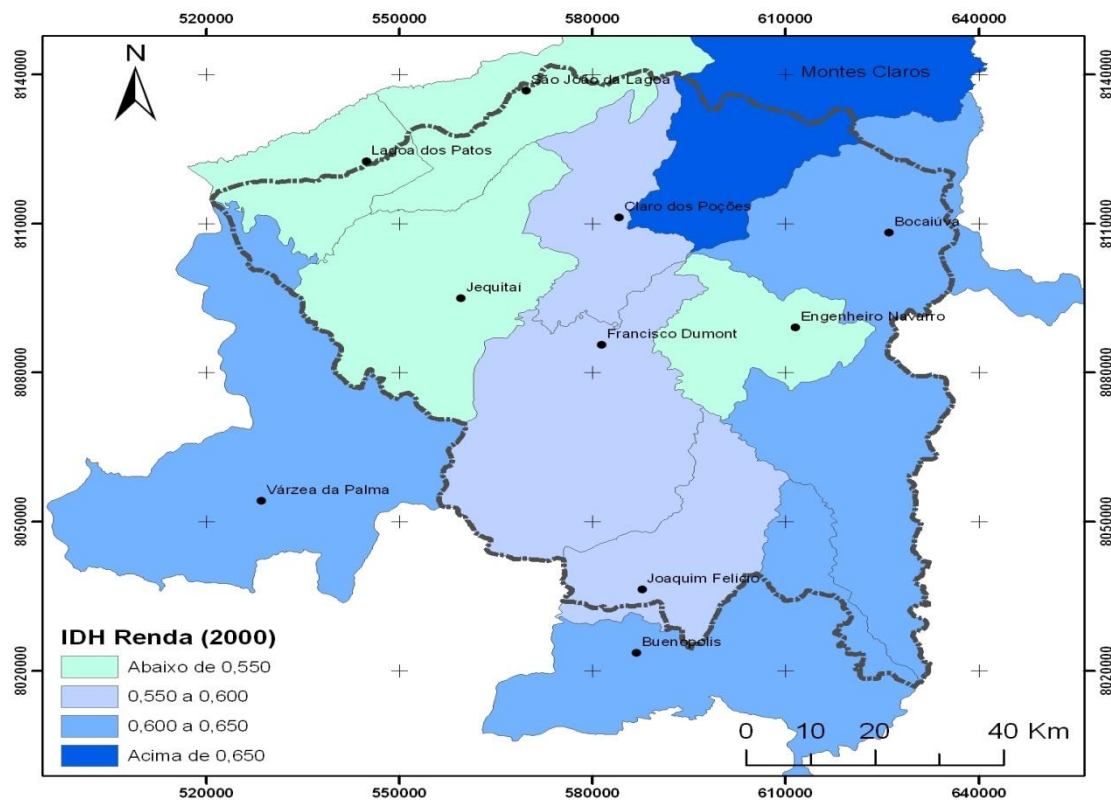 520000 550000 580000 610000 640000
N
8140000 8140000
Montes Claros
São João da Lagoa
Lagoa dos Patos
Claro dos Poções
8110000 8110000
Bocaiúva
Jequitaí
Engenheiro Navarro
Francisco Dumont
8080000 8080000
Várzea da Palma
8050000 8050000
Joaquim Felício
IDH Renda (2000)
Buenópolis
Abaixo de 0,550
8020000 8020000
0,550 a 0,600
0,600 a 0,650
0 10 20 40 Km
Acima de 0,650
520000 550000 580000 610000 640000